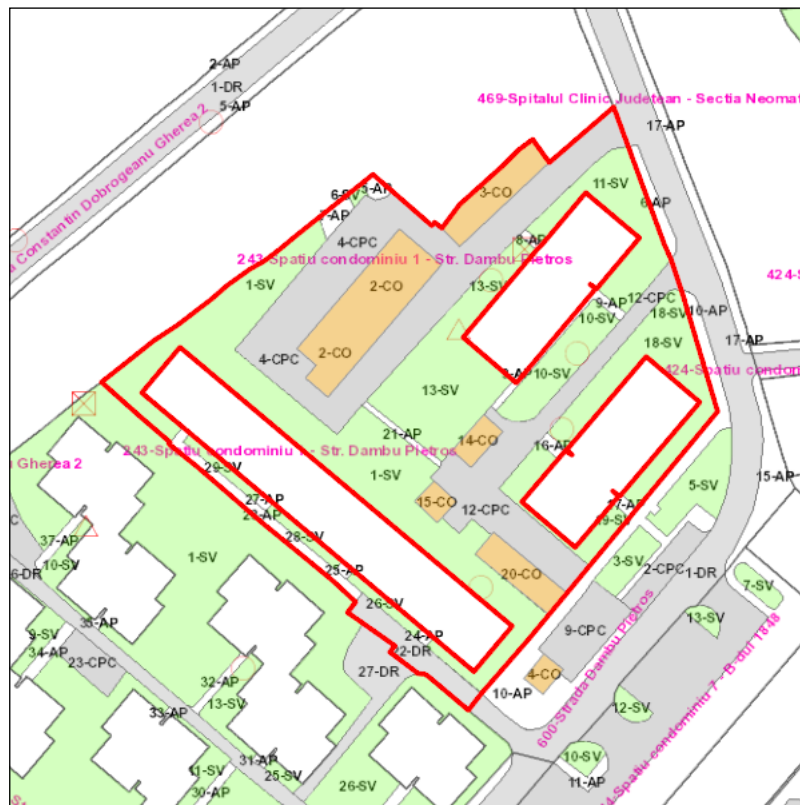 2-AP
1-DR
5-AP
Constantin Dobrogeanu Gherea 2
469-Spitalul Clinic Judetean - Sectia Neomat
17-AP
11-SV
6-AP
3-CO
5-AP
6-SV
4-CPC
8-AP
243-Spatiu condominiu 1 - Str. Dambu Pietros
424-S
1-SV
2-CO
13-SV
9-AP
12-CPC
10-SV
18-SV
10-AP
17-AP
18-SV
2-CO
4-CPC
10-SV
424-Spatiu condom
13-SV
21-AP
14-CO
16-AP
243-Spatiu condominiu 1 - Str. Dambu Pietros
Gherea 2
29-SV
1-SV
15-AP
5-SV
27-AP
15-CO
12-CPC
17-AP
19-SV
28-SV
37-AP
10-SV
1-SV
25-AP
20-CO
3-SV
2-CPC
1-DR
7-SV
6-DR
26-SV
13-SV
35-AP
9-SV
34-AP
23-CPC
24-AP
22-DR
27-DR
9-CPC
4-CO
32-AP
13-SV
10-AP
600-Strada Dambu Pietros
33-AP
12-SV
4-Spatiu condominiu 7 - B-dul 1848
31-AP
11-SV
25-SV
30-AP
26-SV
10-SV
11-AP